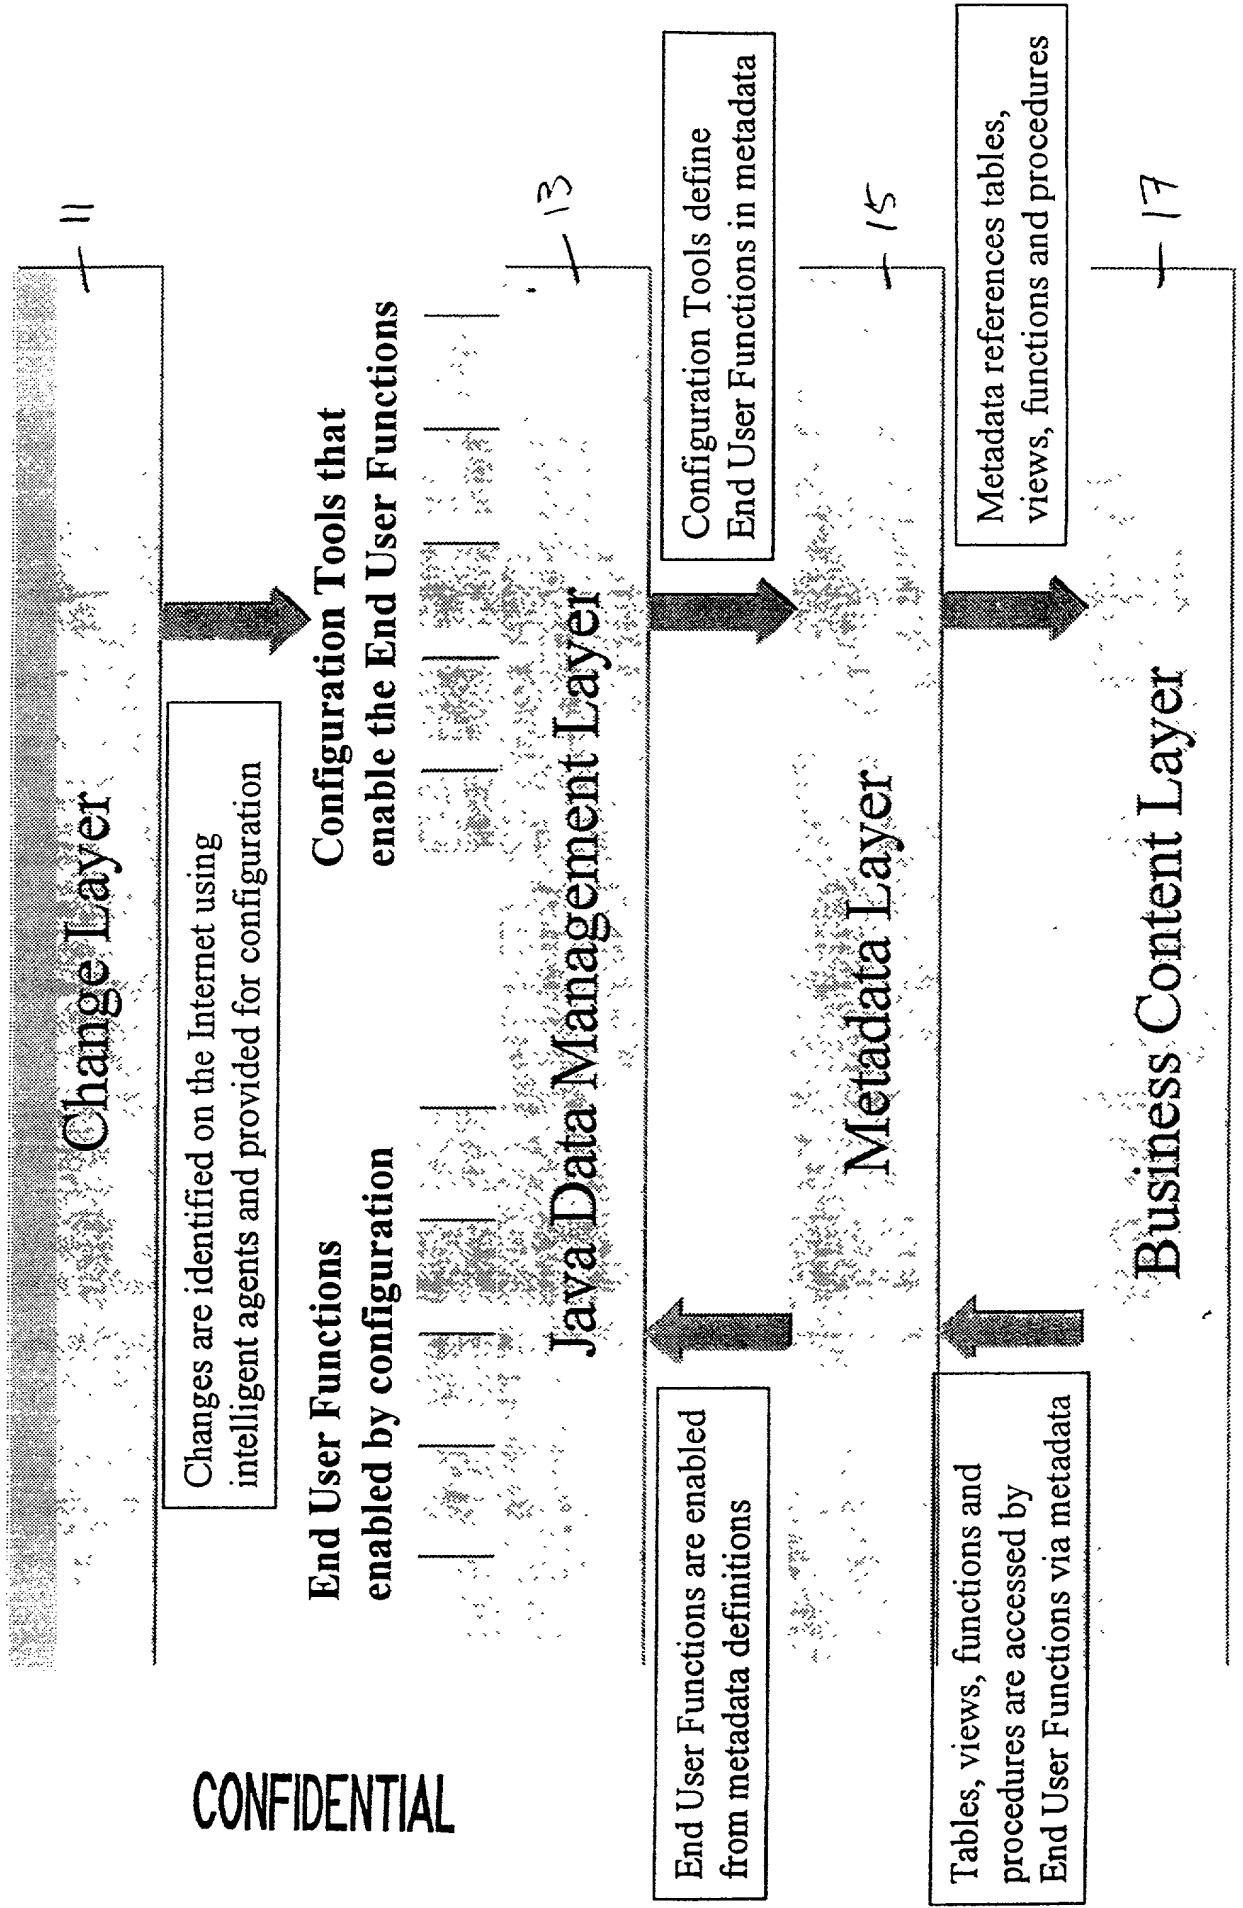 CONFIDENTIAL
Change Layer
11
Changes are identified on the Internet using
intelligent agents and provided for configuration
End User Functions
enabled by configuration
Configuration Tools that
enable the End User Functions
Java Data Management Layer
13
End User Functions are enabled
from metadata definitions
Configuration Tools define
End User Functions in metadata
Metadata Layer
15
Tables, views, functions and
procedures are accessed by
End User Functions via metadata
Metadata references tables,
views, functions and procedures
Business Content Layer
17